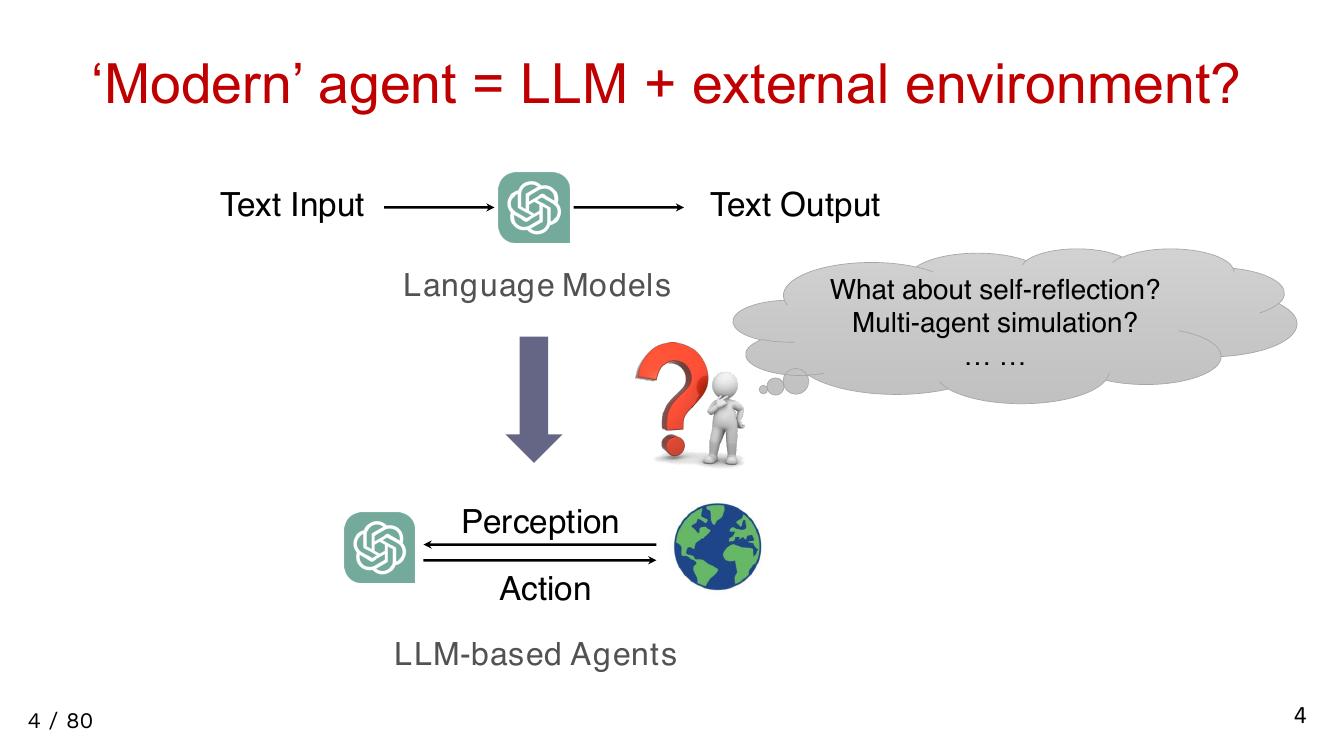 ‘Modern’ agent = LLM + external environment?
Text Input
Text Output
Language Models
What about self-reflection?
Multi-agent simulation?
… …
Perception
Action
LLM-based Agents
4 / 80
4